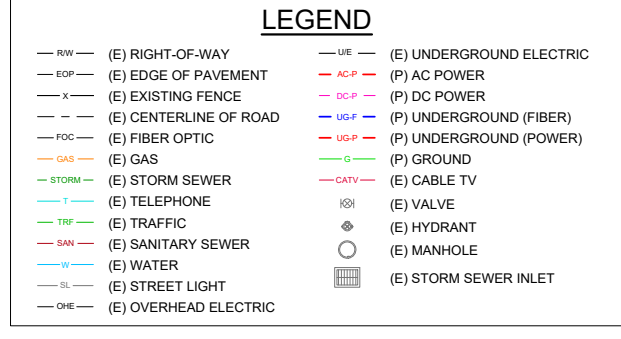 LEGEND
R/W (E) RIGHT-OF-WAY
EOP (E) EDGE OF PAVEMENT
X (E) EXISTING FENCE
(E) CENTERLINE OF ROAD
FOC (E) FIBER OPTIC
GAS (E) GAS
STORM (E) STORM SEWER
T (E) TELEPHONE
TRF (E) TRAFFIC
SAN (E) SANITARY SEWER
W (E) WATER
SL (E) STREET LIGHT
OHE (E) OVERHEAD ELECTRIC
U/E (E) UNDERGROUND ELECTRIC
AC-P (P) AC POWER
DC-P (P) DC POWER
UG-F (P) UNDERGROUND (FIBER)
UG-P (P) UNDERGROUND (POWER)
G (P) GROUND
CATV (E) CABLE TV
(E) VALVE
(E) HYDRANT
(E) MANHOLE
(E) STORM SEWER INLET